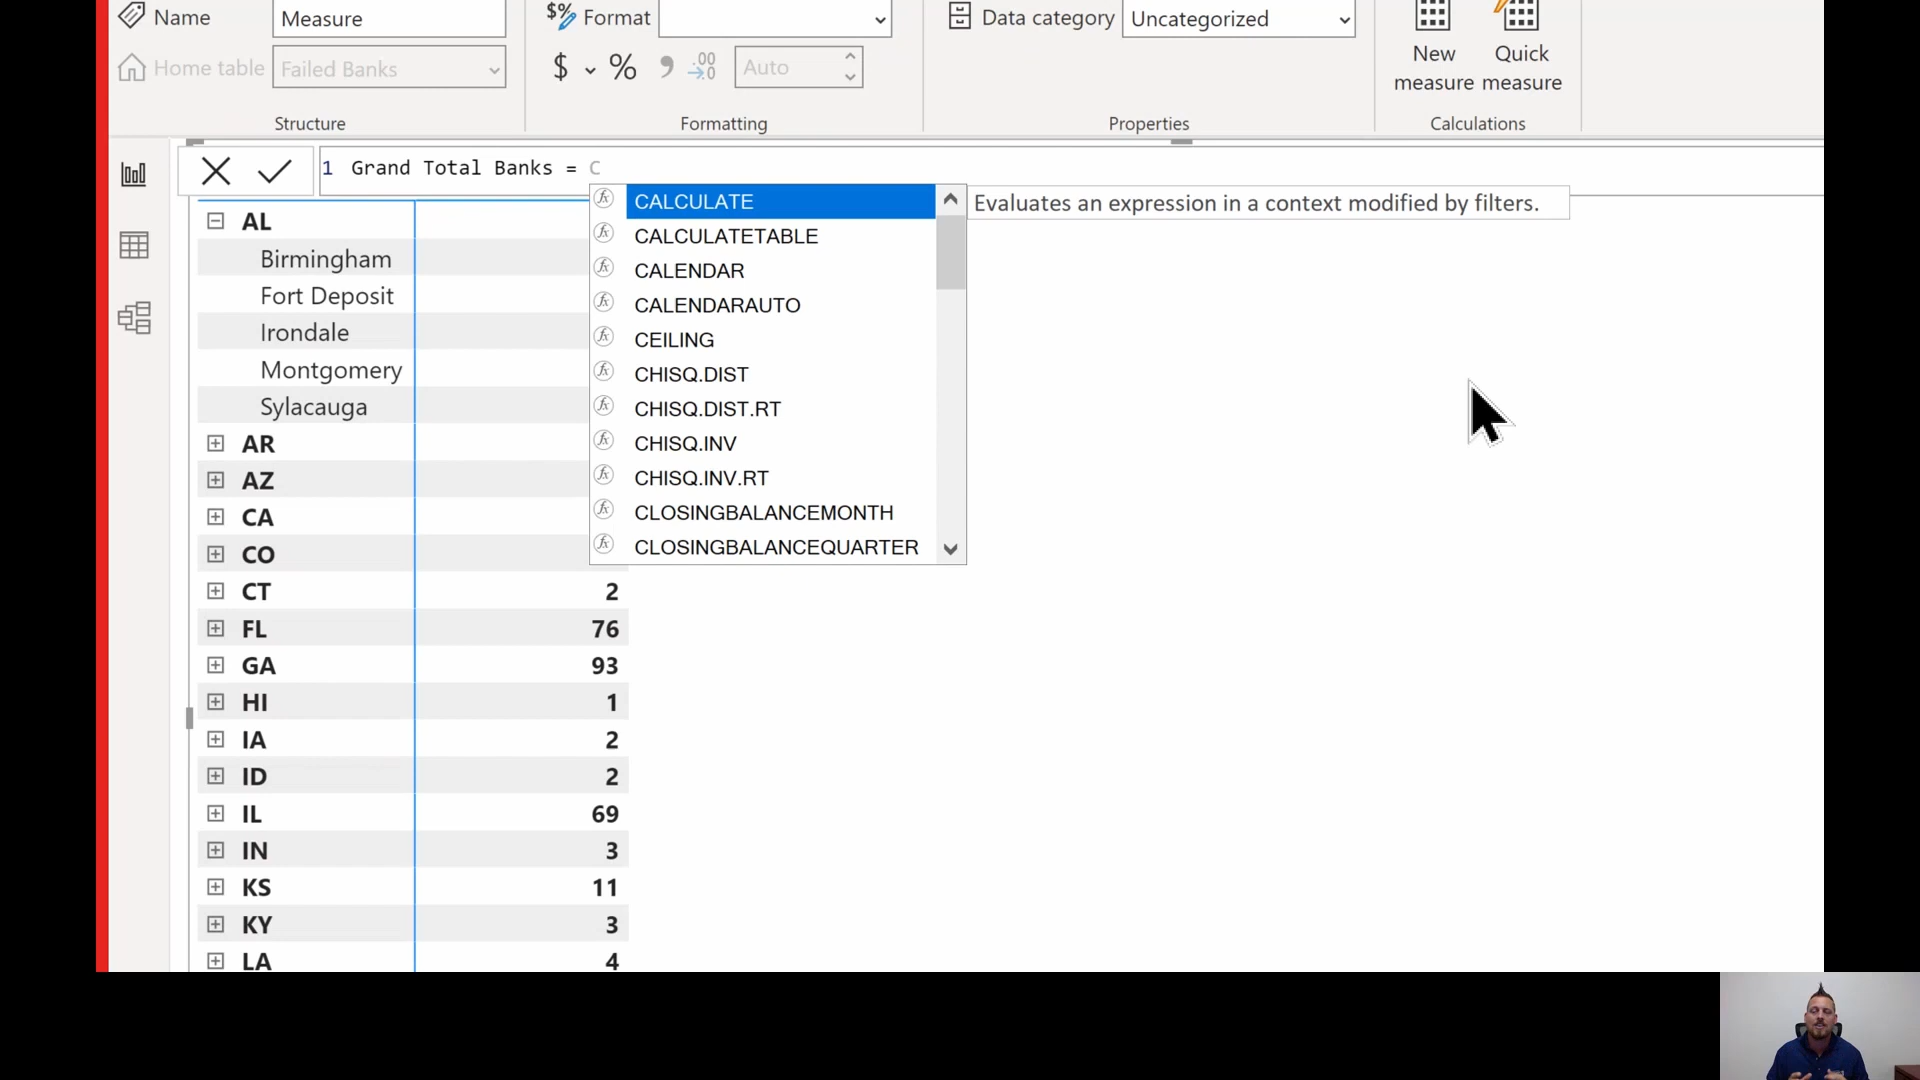 Name Measure Format Data category Uncategorized New measure Quick measure
Home table Failed Banks $ % .00 Auto
Structure Formatting Properties Calculations
1 Grand Total Banks = C
CALCULATE Evaluates an expression in a context modified by filters.
CALCULATETABLE
CALENDAR
CALENDARAUTO
CEILING
CHISQ.DIST
CHISQ.DIST.RT
CHISQ.INV
CHISQ.INV.RT
CLOSINGBALANCEMONTH
CLOSINGBALANCEQUARTER
AL
Birmingham
Fort Deposit
Irondale
Montgomery
Sylacauga
AR
AZ
CA
CO
CT 2
FL 76
GA 93
HI 1
IA 2
ID 2
IL 69
IN 3
KS 11
KY 3
LA 4